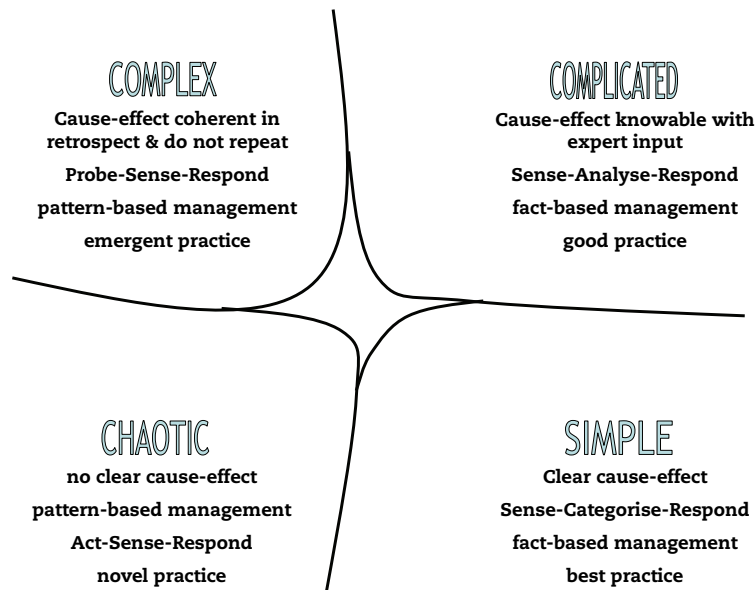 COMPLEX
Cause-effect coherent in
retrospect & do not repeat
Probe-Sense-Respond
pattern-based management
emergent practice
COMPLICATED
Cause-effect knowable with
expert input
Sense-Analyse-Respond
fact-based management
good practice
CHAOTIC
no clear cause-effect
pattern-based management
Act-Sense-Respond
novel practice
SIMPLE
Clear cause-effect
Sense-Categorise-Respond
fact-based management
best practice